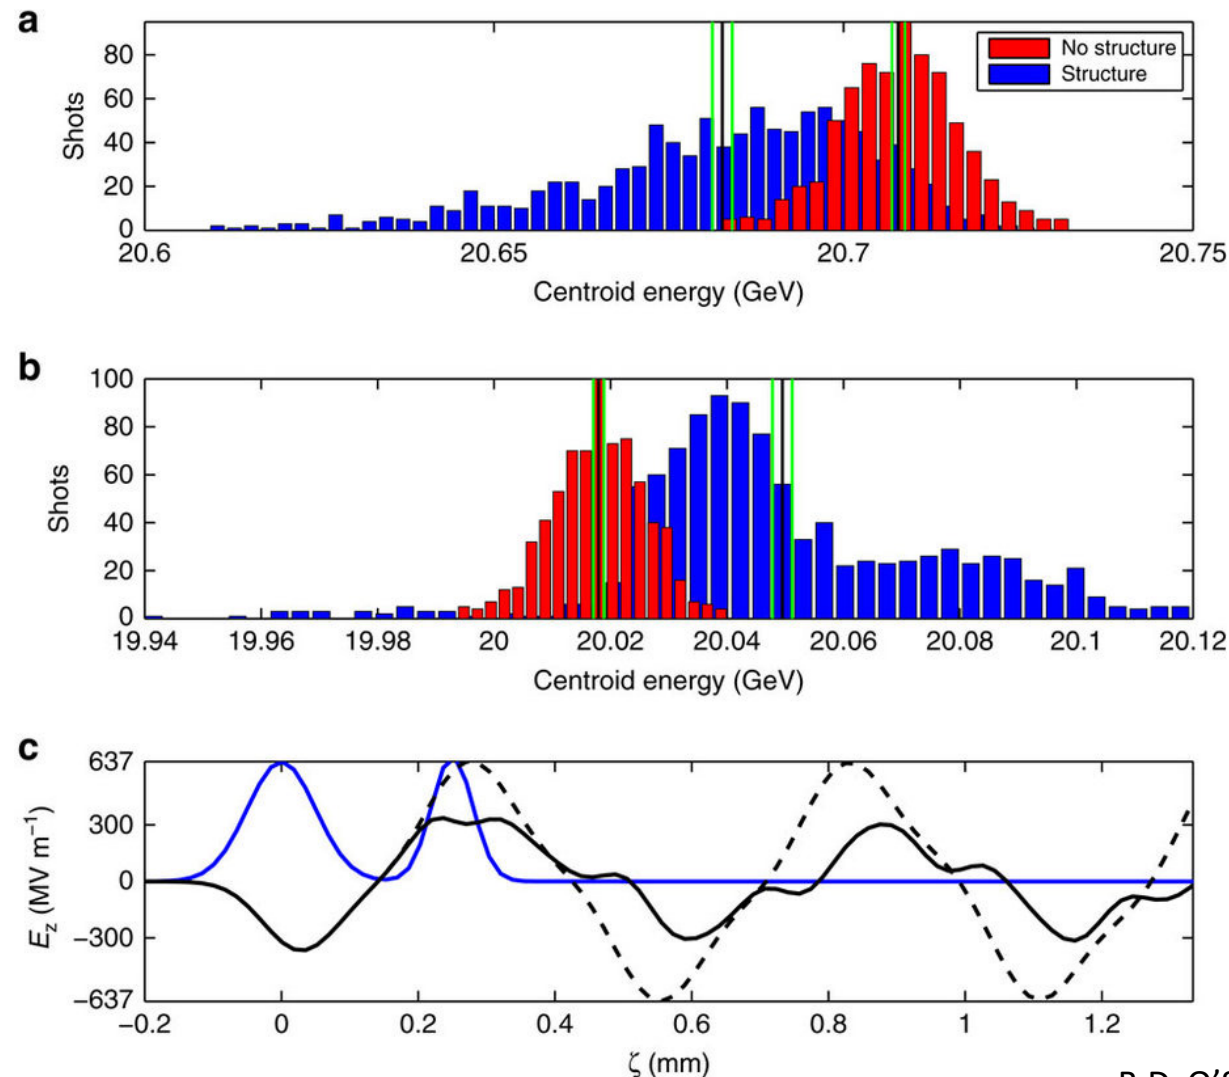 a
80
60
40
20
0
Shots
No structure
Structure
20.6 20.65 20.7 20.75
Centroid energy (GeV)
b
100
80
60
40
20
0
Shots
19.94 19.96 19.98 20 20.02 20.04 20.06 20.08 20.1 20.12
Centroid energy (GeV)
c
637
300
0
−300
−637
E_z (MV m⁻¹)
−0.2 0 0.2 0.4 0.6 0.8 1 1.2
ζ (mm)